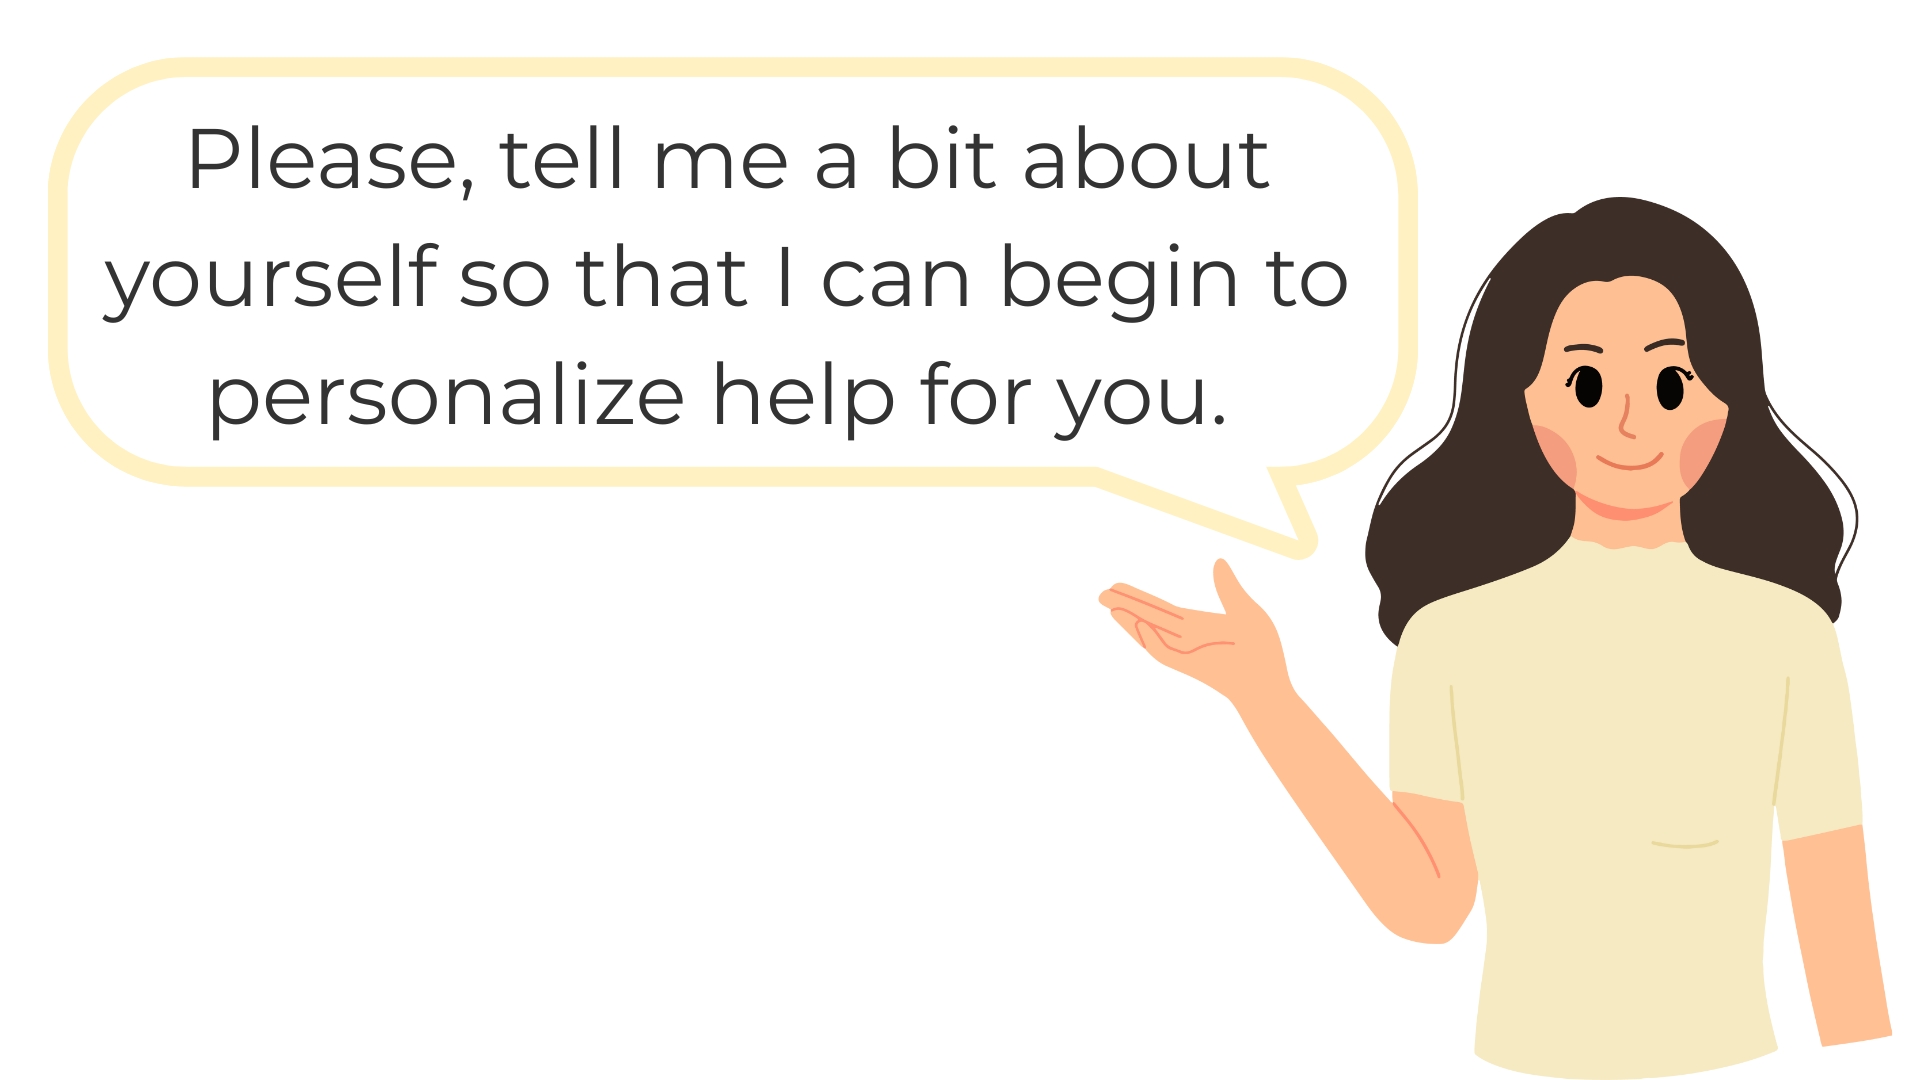 Please, tell me a bit about
yourself so that I can begin to
personalize help for you.